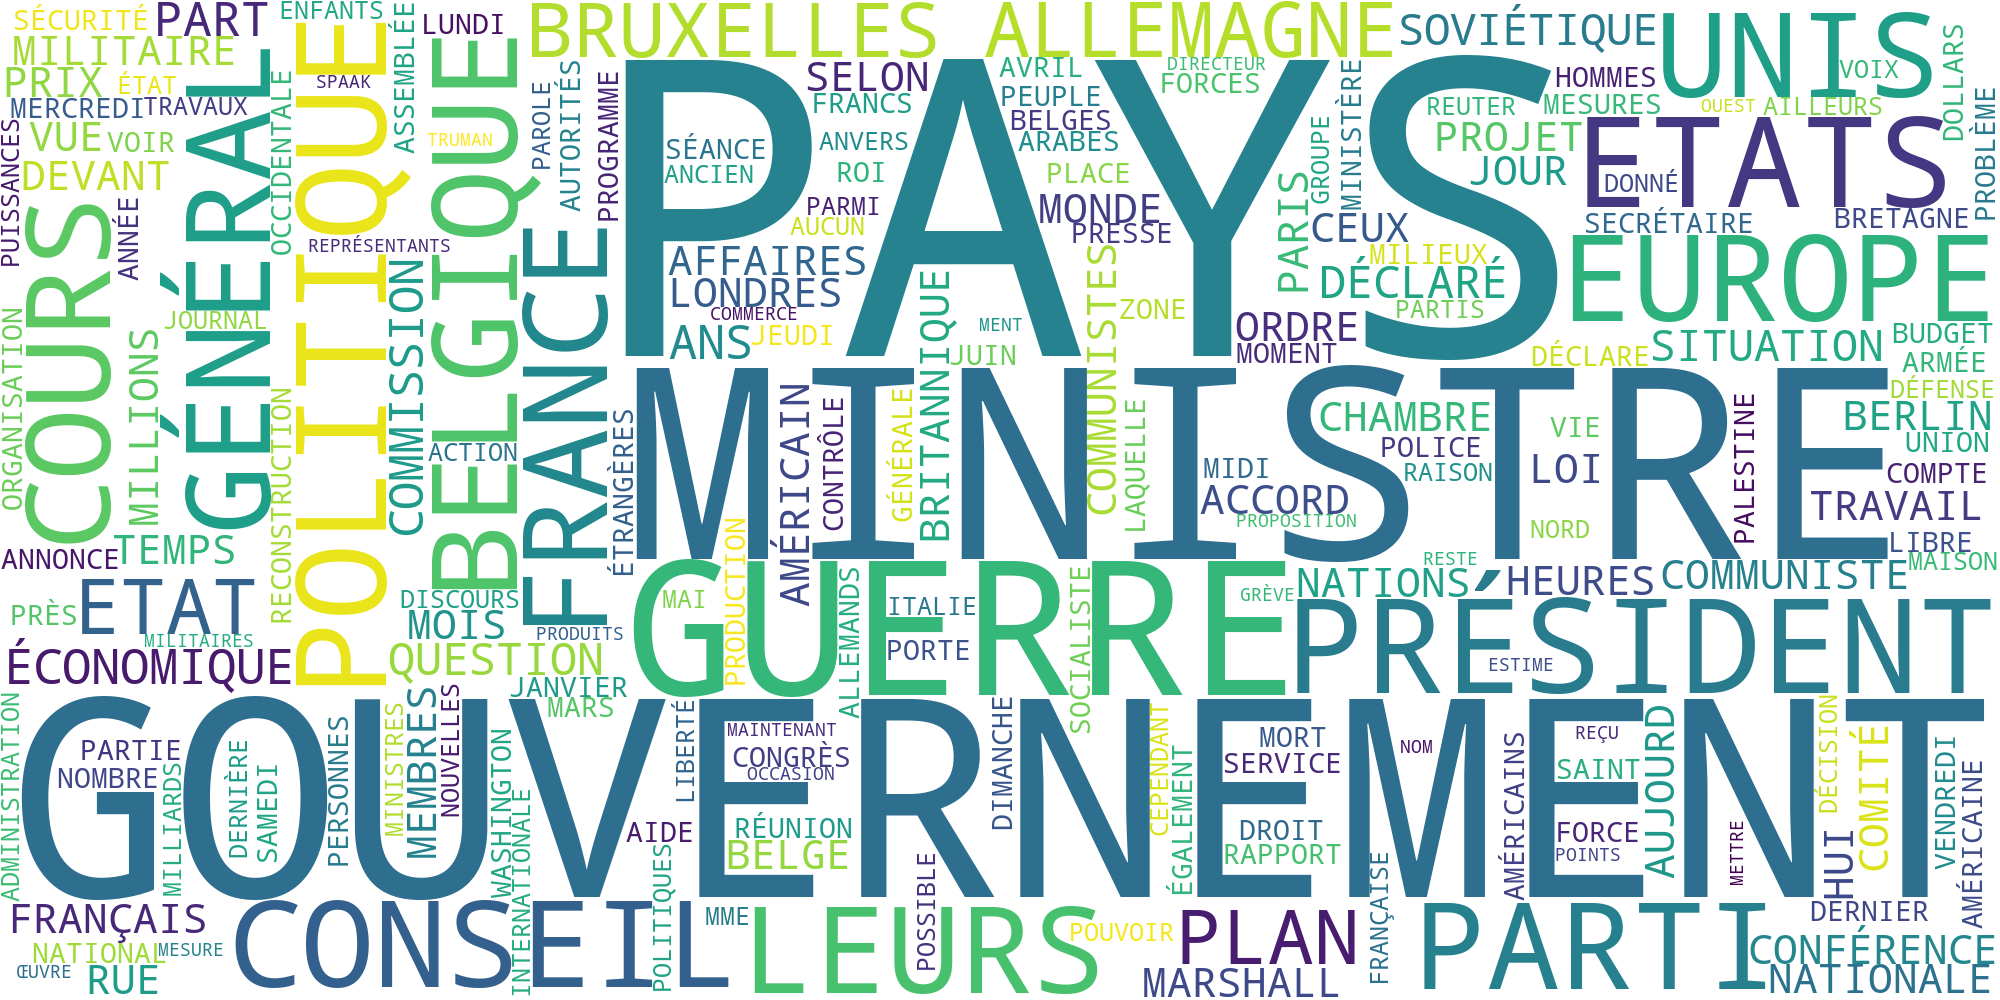 SÉCURITÉ
PART
ENFANTS
LUNDI
BRUXELLES
ALLEMAGNE
SOVIÉTIQUE
UNIS
DOLLARS
MILITAIRE
PRIX
ÉTAT
MERCREDI
TRAVAUX
SPAAK
ASSEMBLÉE
SELON
AVRIL
DIRECTEUR
FORCES
HOMMES
VOIX
PEUPLE
FRANCS
BELGES
ARABES
REUTER
MESURES
OUEST
AILLEURS
VUE
VOIR
DEVANT
TRUMAN
PAROLE
AUTORITÉS
PROGRAMME
SÉANCE
ANCIEN
ANVERS
ROI
PLACE
PROJET
JOUR
ETATS
DONNÉ
PROBLÈME
PUISSANCES
COURS
ANNÉE
GÉNÉRAL
OCCIDENTALE
POLITIQUE
REPRÉSENTANTS
BELGIQUE
FRANCE
PAYS
PARMI
AUCUN
MONDE
PRESSE
PARIS
GROUPE
MINISTÈRE
CEUX
MILIEUX
SECRÉTAIRE
BRETAGNE
EUROPE
AFFAIRES
LONDRES
COMMERCE
ANS
JEUDI
BRITANNIQUE
MENT
JUIN
COMMUNISTES
ZONE
DÉCLARÉ
PARTIS
ORDRE
MOMENT
DÉCLARE
SITUATION
BUDGET
ARMÉE
DÉFENSE
ORGANISATION
MILLIONS
JOURNAL
RECONSTRUCTION
COMMISSION
ACTION
ÉTRANGÈRES
MINISTRE
AMÉRICAIN
CONTRÔLE
GÉNÉRALE
LAQUELLE
CHAMBRE
POLICE
RAISON
VIE
LOI
MIDI
ACCORD
PROPOSITION
NORD
PALESTINE
BERLIN
UNION
COMPTE
TRAVAIL
LIBRE
MAISON
ANNONCE
TEMPS
ETAT
PRÈS
MILITAIRES
ÉCONOMIQUE
DISCOURS
MOIS
PRODUITS
QUESTION
GUERRE
MAI
PRODUCTION
ALLEMANDS
ITALIE
PORTE
SOCIALISTE
GRÈVE
NATIONS
RESTE
HEURES
COMMUNISTE
PRÉSIDENT
ESTIME
JANVIER
MARS
GOUVERNEMENT
ADMINISTRATION
PARTIE
NOMBRE
MILLIARDS
DERNIÈRE
SAMEDI
PERSONNES
MINISTRES
MEMBRES
NOUVELLES
WASHINGTON
INTERNATIONALE
LIBERTÉ
MAINTENANT
CONGRÈS
OCCASION
AIDE
RÉUNION
BELGE
POLITIQUES
DIMANCHE
POSSIBLE
CEPENDANT
ÉGALEMENT
MORT
SERVICE
DROIT
RAPPORT
NOM
FRANÇAISE
AMÉRICAINS
REÇU
SAINT
FORCE
POINTS
AUJOURD
METTRE
DÉCISION
HUI
COMITÉ
VENDREDI
AMÉRICAINE
FRANÇAIS
NATIONAL
MESURE
ŒUVRE
RUE
CONSEIL
MME
LEURS
POUVOIR
PLAN
MARSHALL
PARTI
DERNIER
CONFÉRENCE
NATIONALE